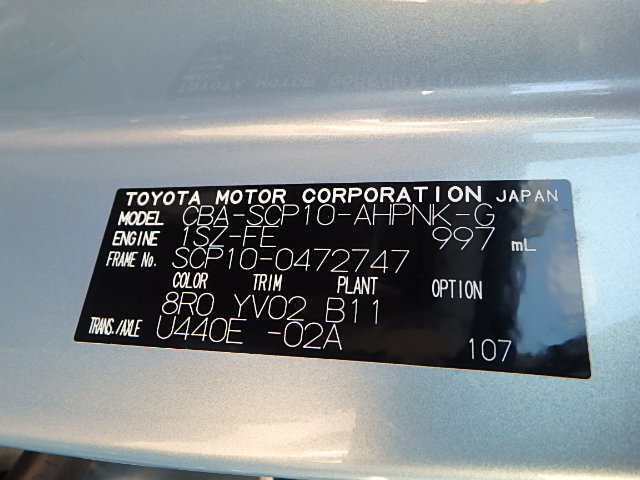 TOYOTA MOTOR CORPORATION JAPAN
MODEL CBA-SCP10-AHPNK-G
ENGINE 1SZ-FE 997 mL
FRAME No. SCP10-0472747
COLOR TRIM PLANT OPTION
8R0 YV02 B11
TRANS./AXLE U440E -02A 107